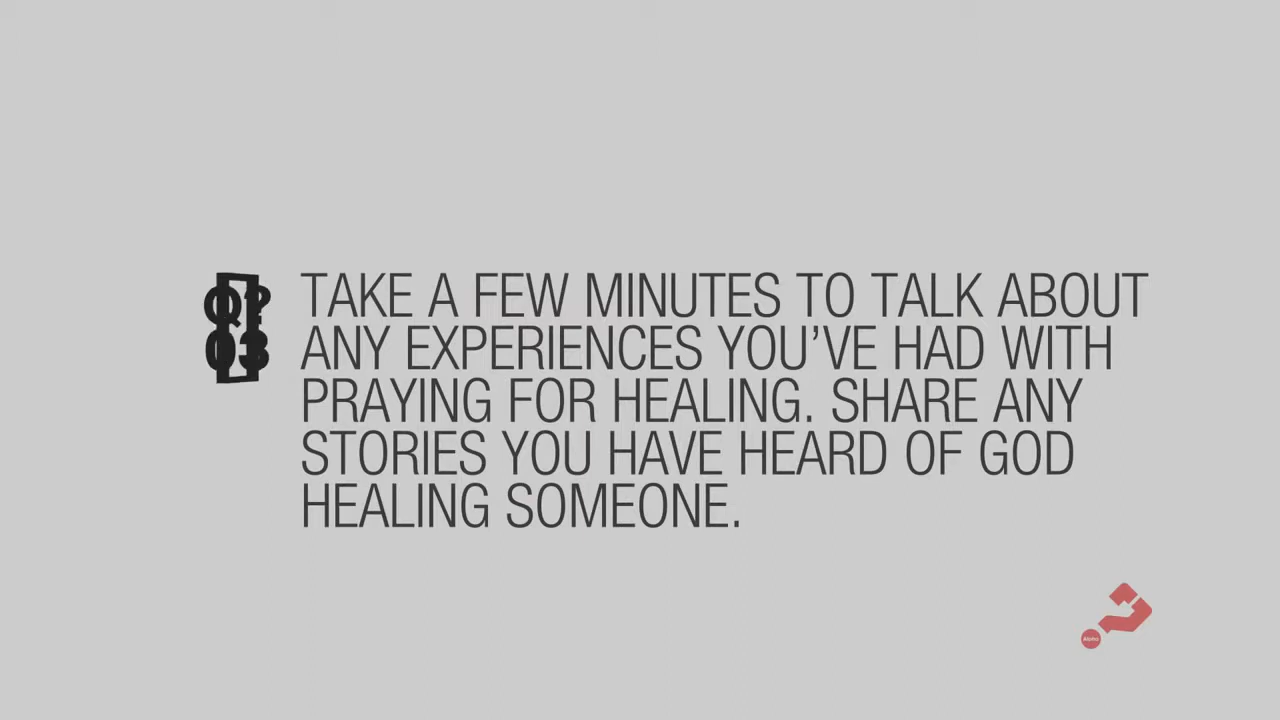 TAKE A FEW MINUTES TO TALK ABOUT
ANY EXPERIENCES YOU’VE HAD WITH
PRAYING FOR HEALING. SHARE ANY
STORIES YOU HAVE HEARD OF GOD
HEALING SOMEONE.
Alpha